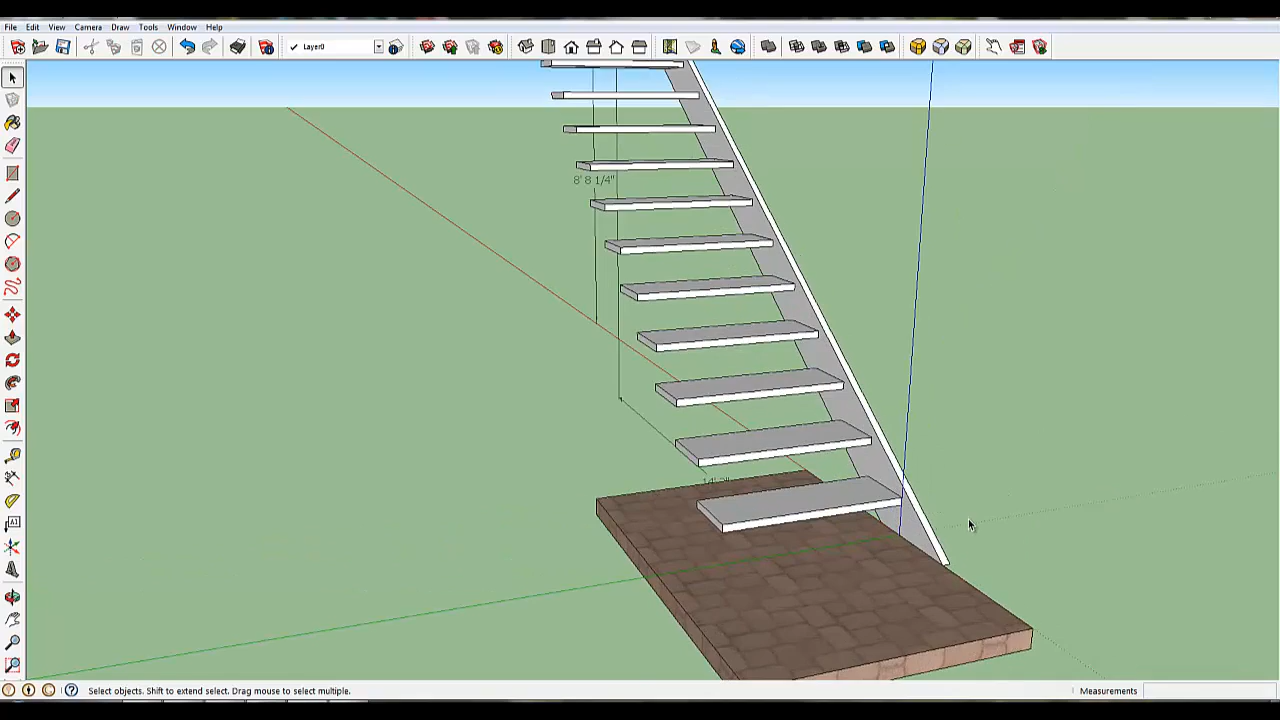 File Edit View Camera Draw Tools Window Help
Layer0
8' 8 1/4"
Select objects. Shift to extend select. Drag mouse to select multiple. Measurements